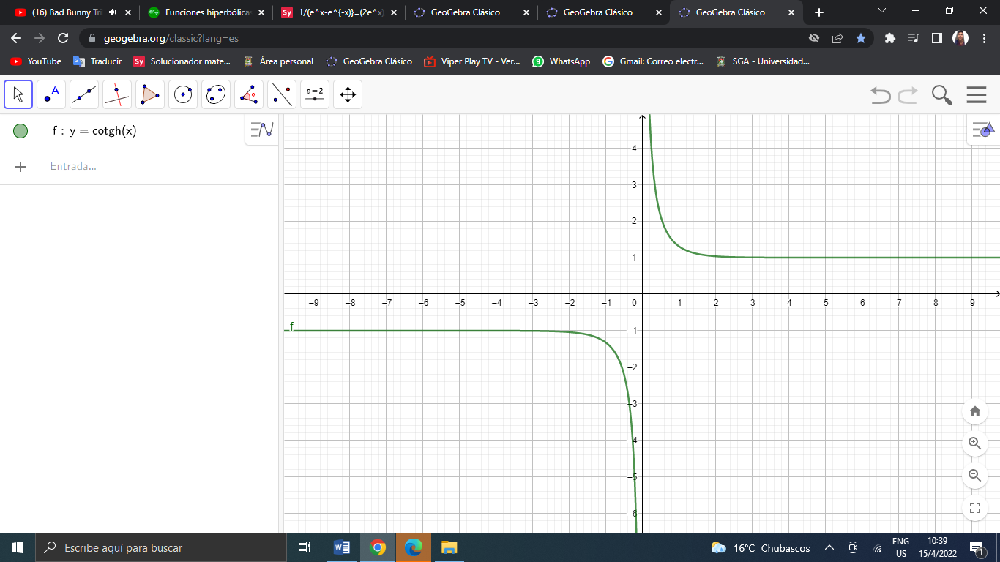 (16) Bad Bunny Tri
Funciones hiperbólicas
1/(e^x-e^{-x)}=(2e^x)
GeoGebra Clásico
GeoGebra Clásico
GeoGebra Clásico
geogebra.org/classic?lang=es
YouTube
Traducir
Sy Solucionador mate...
Área personal
GeoGebra Clásico
Viper Play TV - Ver...
WhatsApp
Gmail: Correo electr...
SGA - Universidad...
A
a=2
f : y = cotgh(x)
Entrada...
4
3
2
1
–9 –8 –7 –6 –5 –4 –3 –2 –1 0 1 2 3 4 5 6 7 8 9
f
–1
–2
–3
–4
–5
–6
Escribe aquí para buscar
16°C Chubascos
ENG
US
10:39
15/4/2022
1